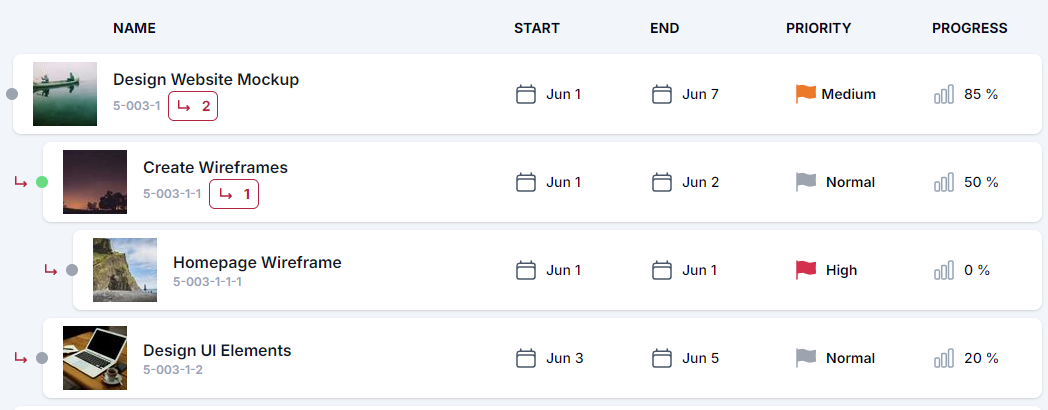 NAME START END PRIORITY PROGRESS
Design Website Mockup
5-003-1 2
Jun 1 Jun 7 Medium 85 %
Create Wireframes
5-003-1-1 1
Jun 1 Jun 2 Normal 50 %
Homepage Wireframe
5-003-1-1-1
Jun 1 Jun 1 High 0 %
Design UI Elements
5-003-1-2
Jun 3 Jun 5 Normal 20 %